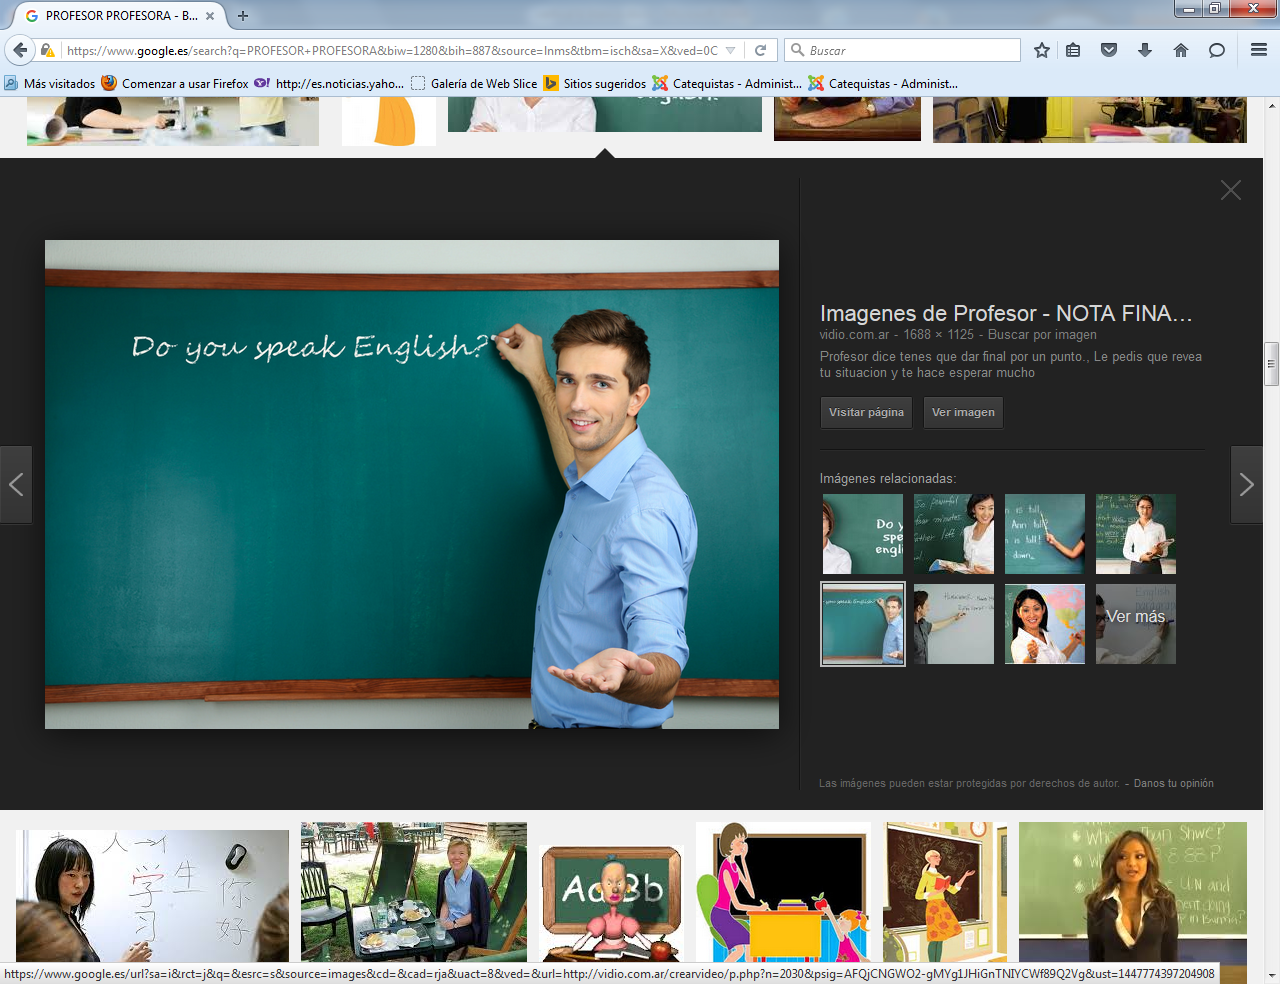 PROFESOR PROFESORA - B...
https://www.google.es/search?q=PROFESOR+PROFESORA&biw=1280&bih=887&source=lnms&tbm=isch&sa=X&ved=0C
Buscar
Más visitados
Comenzar a usar Firefox
http://es.noticias.yaho...
Galería de Web Slice
Sitios sugeridos
Catequistas - Administ...
Catequistas - Administ...
Do you speak English?
Imagenes de Profesor - NOTA FINA...
vidio.com.ar - 1688 × 1125 - Buscar por imagen
Profesor dice tenes que dar final por un punto., Le pedis que revea
tu situacion y te hace esperar mucho
Visitar página
Ver imagen
Imágenes relacionadas:
Ver más
Las imágenes pueden estar protegidas por derechos de autor. - Danos tu opinión
人
学 生
习
你
好
https://www.google.es/url?sa=i&rct=j&q=&esrc=s&source=images&cd=&cad=rja&uact=8&ved=&url=http://vidio.com.ar/crearvideo/p.php?n=2030&psig=AFQjCNGWO2-gMYg1JHiGnTNIYCWf89Q2Vg&ust=1447774397204908